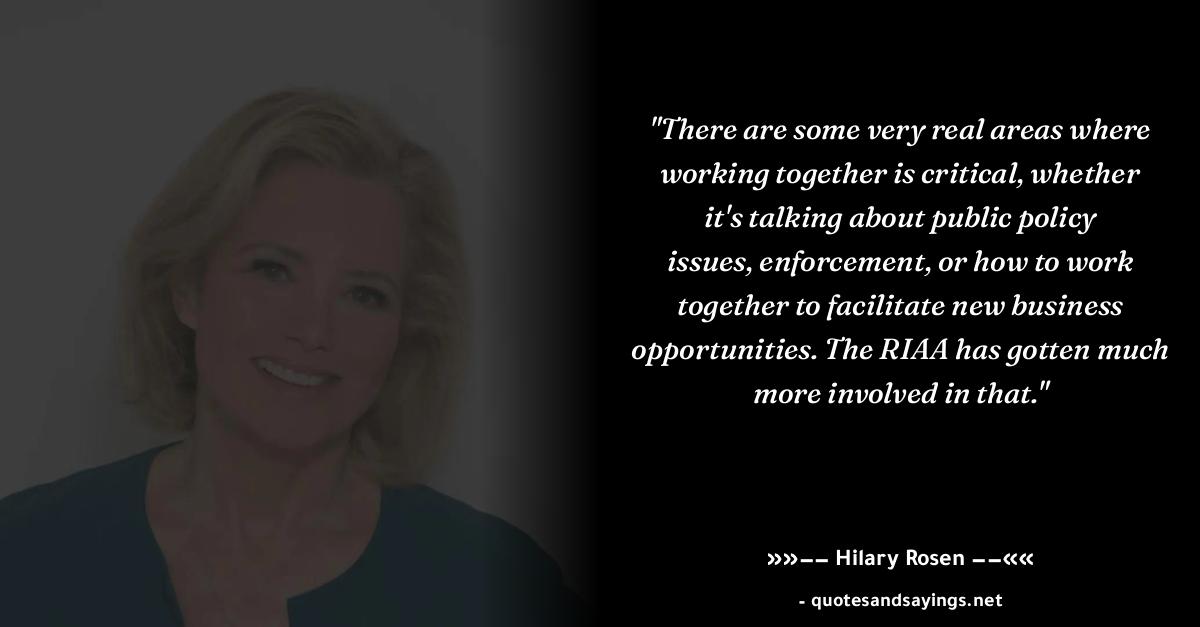 "There are some very real areas where
working together is critical, whether
it's talking about public policy
issues, enforcement, or how to work
together to facilitate new business
opportunities. The RIAA has gotten much
more involved in that."
»»–– Hilary Rosen ––««
- quotesandsayings.net